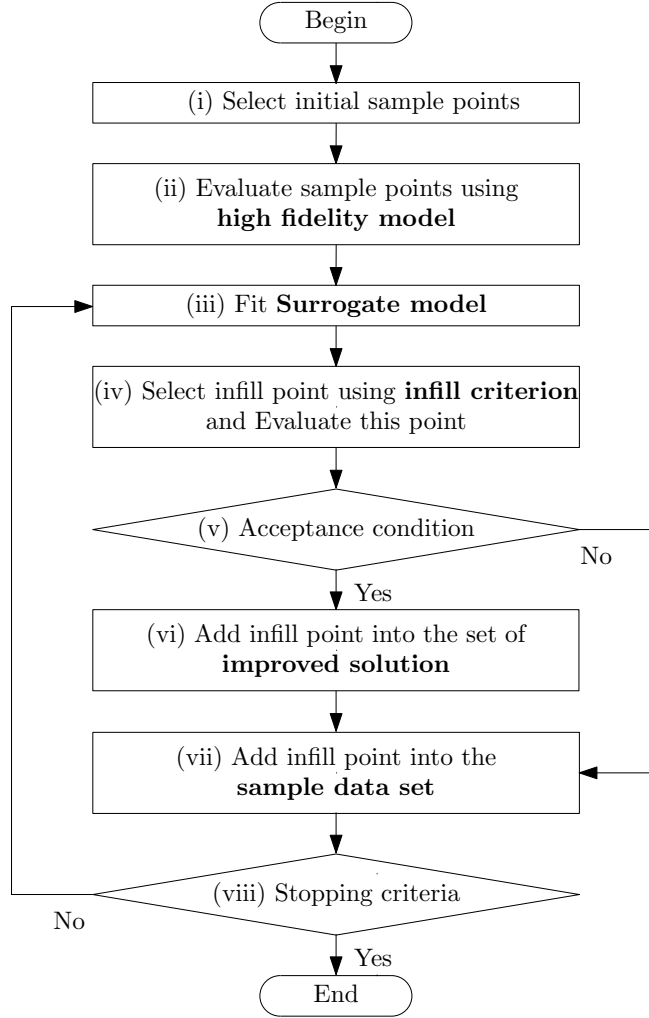 Begin
(i) Select initial sample points
(ii) Evaluate sample points using
high fidelity model
(iii) Fit Surrogate model
(iv) Select infill point using infill criterion
and Evaluate this point
(v) Acceptance condition
No
Yes
(vi) Add infill point into the set of
improved solution
(vii) Add infill point into the
sample data set
(viii) Stopping criteria
No
Yes
End